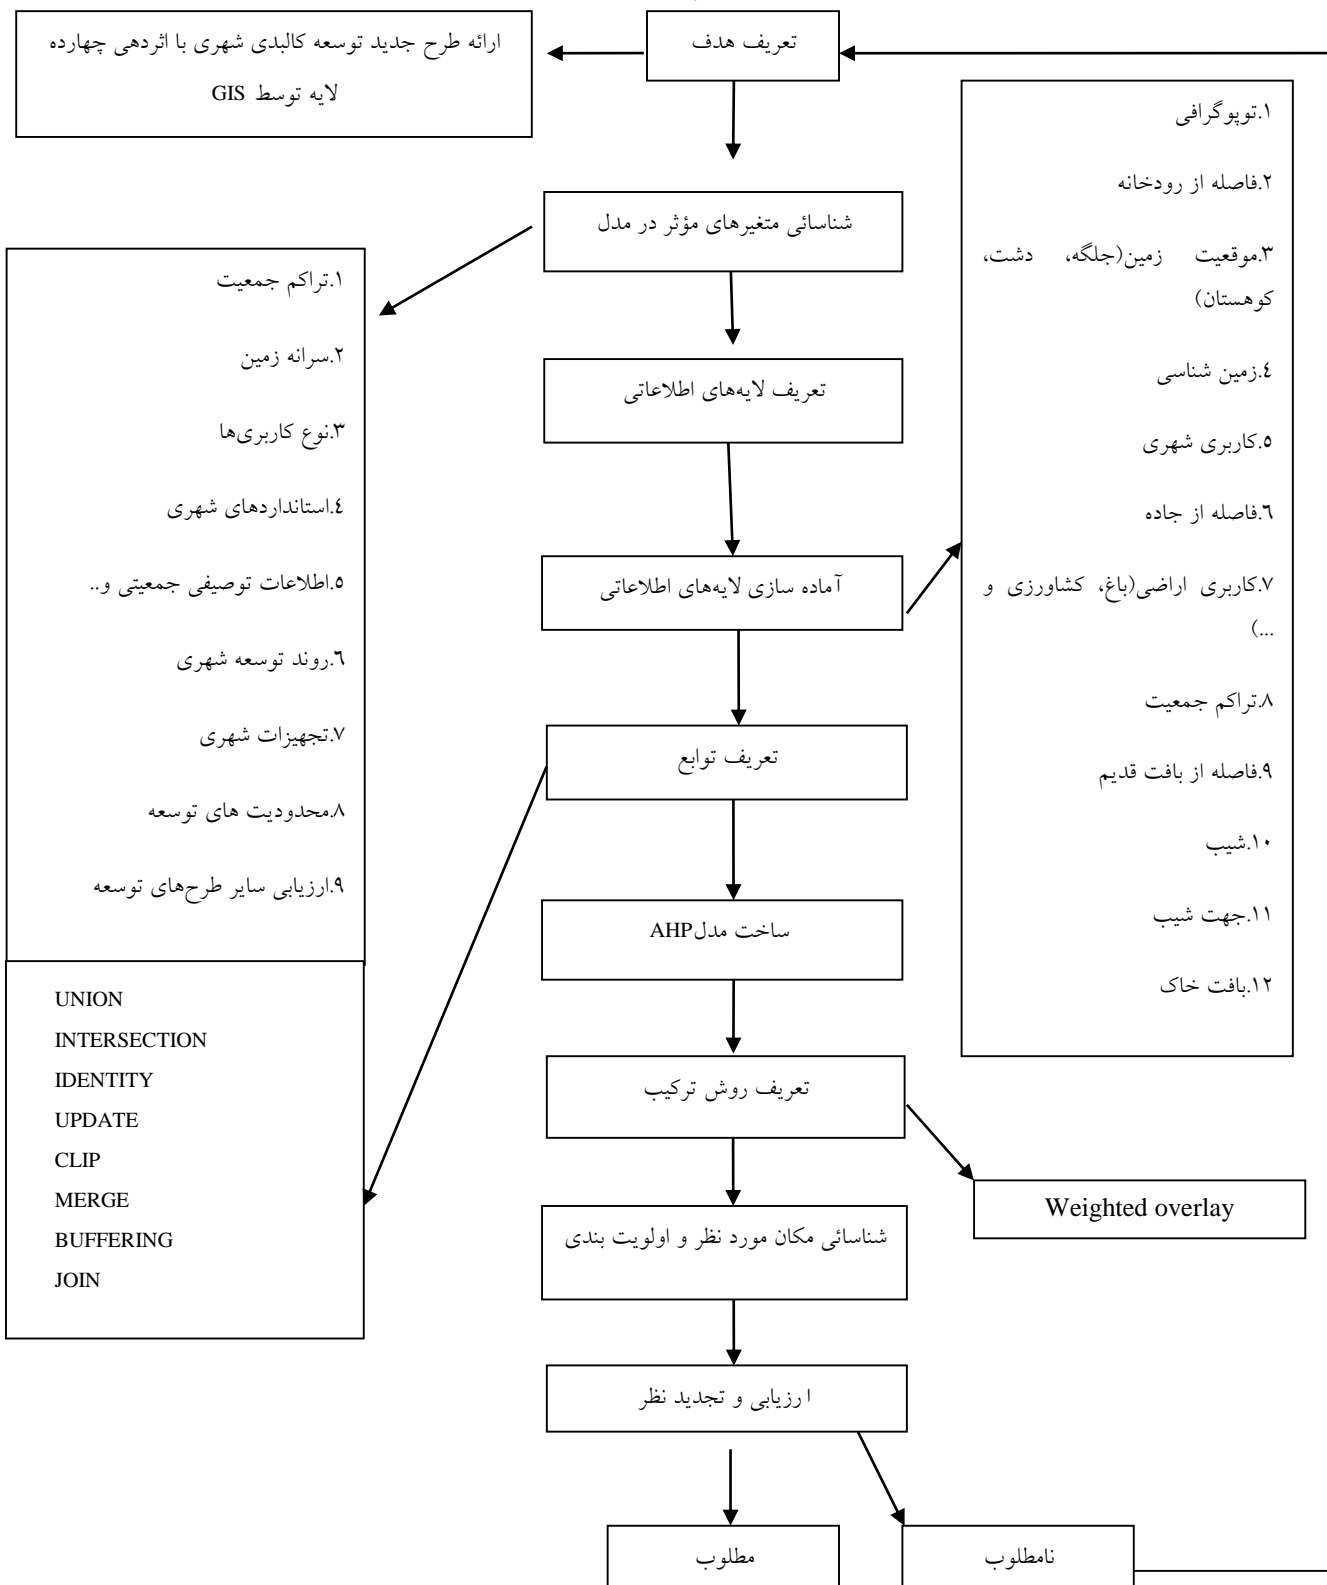 تعریف هدف
ارائه طرح جدید توسعه کالبدی شهری با اثردهی چهارده
لایه توسط GIS
۱.توپوگرافی
۲.فاصله از رودخانه
۳.موقعیت زمین(جلگه، دشت،
کوهستان)
٤.زمین شناسی
٥.کاربری شهری
٦.فاصله از جاده
۷.کاربری اراضی(باغ، کشاورزی و
...)
۸.تراکم جمعیت
۹.فاصله از بافت قدیم
۱۰.شیب
۱۱.جهت شیب
۱۲.بافت خاک
شناسائی متغیرهای مؤثر در مدل
۱.تراکم جمعیت
۲.سرانه زمین
۳.نوع کاربری‌ها
٤.استانداردهای شهری
٥.اطلاعات توصیفی جمعیتی و..
٦.روند توسعه شهری
۷.تجهیزات شهری
۸.محدودیت های توسعه
۹.ارزیابی سایر طرح‌های توسعه
تعریف لایه‌های اطلاعاتی
آماده سازی لایه‌های اطلاعاتی
تعریف توابع
UNION
INTERSECTION
IDENTITY
UPDATE
CLIP
MERGE
BUFFERING
JOIN
ساخت مدلAHP
تعریف روش ترکیب
Weighted overlay
شناسائی مکان مورد نظر و اولویت بندی
ارزیابی و تجدید نظر
نامطلوب
مطلوب